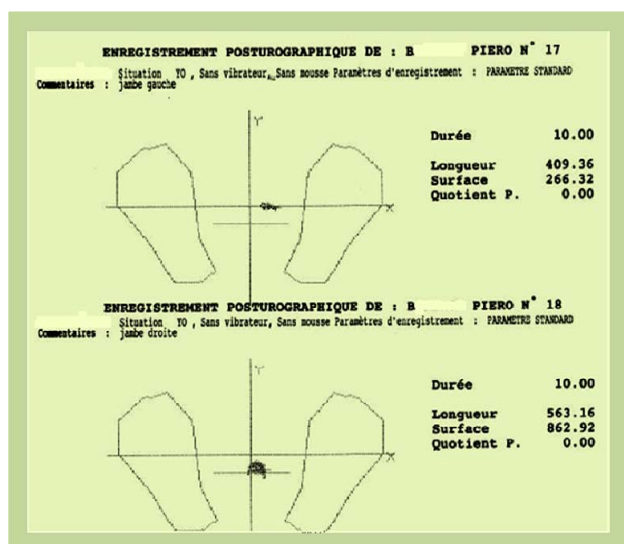 ENREGISTREMENT POSTUROGRAPHIQUE DE : B PIERO N° 17
Situation YO , Sans vibrateur, Sans mousse Paramètres d'enregistrement : PARAMETRE STANDARD
Commentaires : jambe gauche
Y
Durée 10.00
Longueur 409.36
Surface 266.32
Quotient P. 0.00
X
ENREGISTREMENT POSTUROGRAPHIQUE DE : B PIERO N° 18
Situation YO , Sans vibrateur, Sans mousse Paramètres d'enregistrement : PARAMETRE STANDARD
Commentaires : jambe droite
Y
Durée 10.00
Longueur 563.16
Surface 862.92
Quotient P. 0.00
X